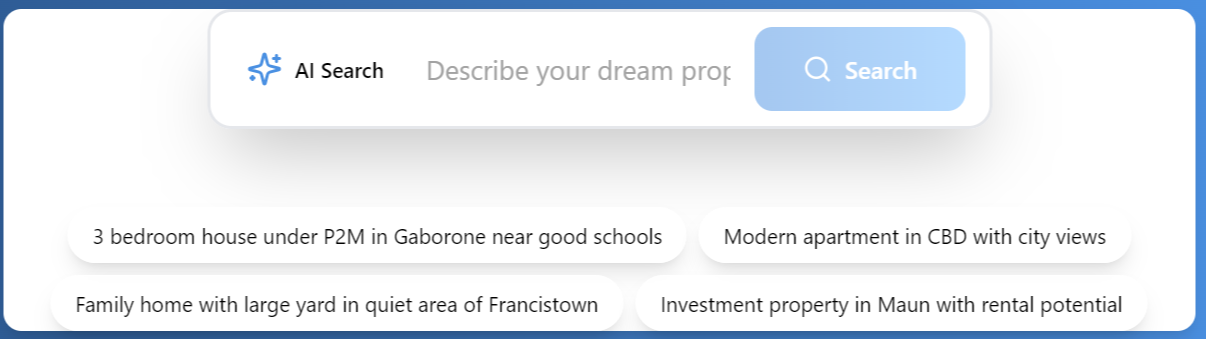 AI Search
Describe your dream prop
Search
3 bedroom house under P2M in Gaborone near good schools
Modern apartment in CBD with city views
Family home with large yard in quiet area of Francistown
Investment property in Maun with rental potential